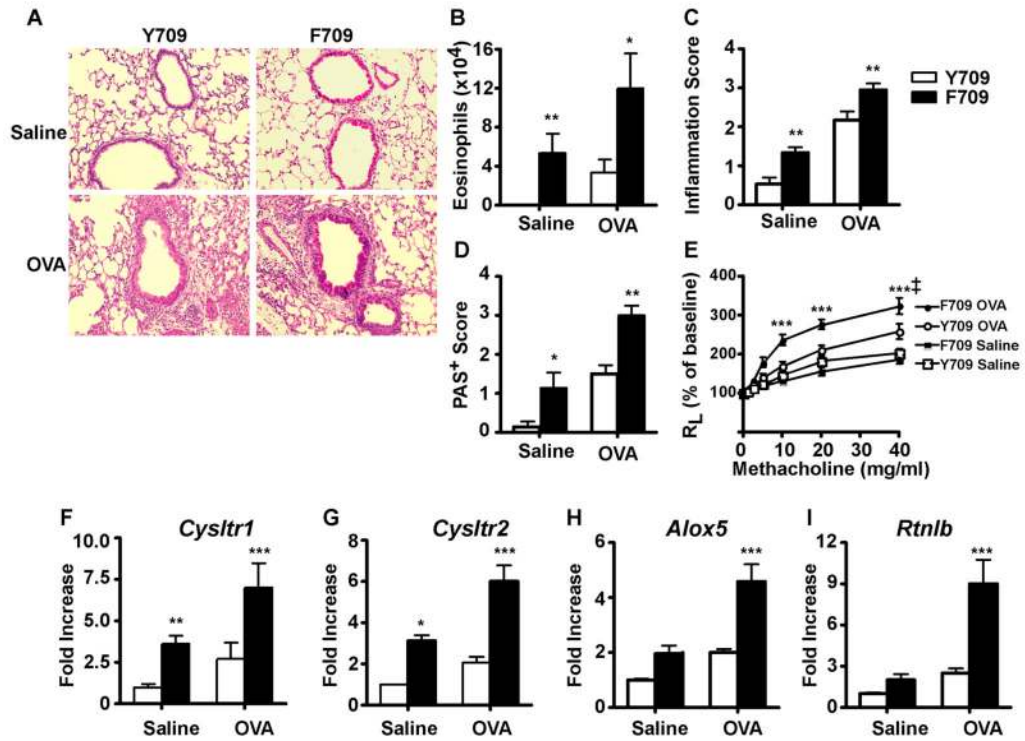 A
Y709
F709
Saline
OVA
B
Eosinophils (x10⁴)
16
12
8
4
0
**
*
Saline
OVA
C
Inflammation Score
4
3
2
1
0
**
**
Saline
OVA
Y709
F709
D
PAS⁺ Score
4
3
2
1
0
*
**
Saline
OVA
E
R_L (% of baseline)
400
300
200
100
***
***
***‡
F709 OVA
Y709 OVA
F709 Saline
Y709 Saline
0
10
20
30
40
Methacholine (mg/ml)
F
Cysltr1
Fold Increase
10.0
7.5
5.0
2.5
0
**
***
Saline
OVA
G
Cysltr2
Fold Increase
8
6
4
2
0
*
***
Saline
OVA
H
Alox5
Fold Increase
6
4
2
0
***
Saline
OVA
I
Rtnlb
Fold Increase
12
9
6
3
0
***
Saline
OVA